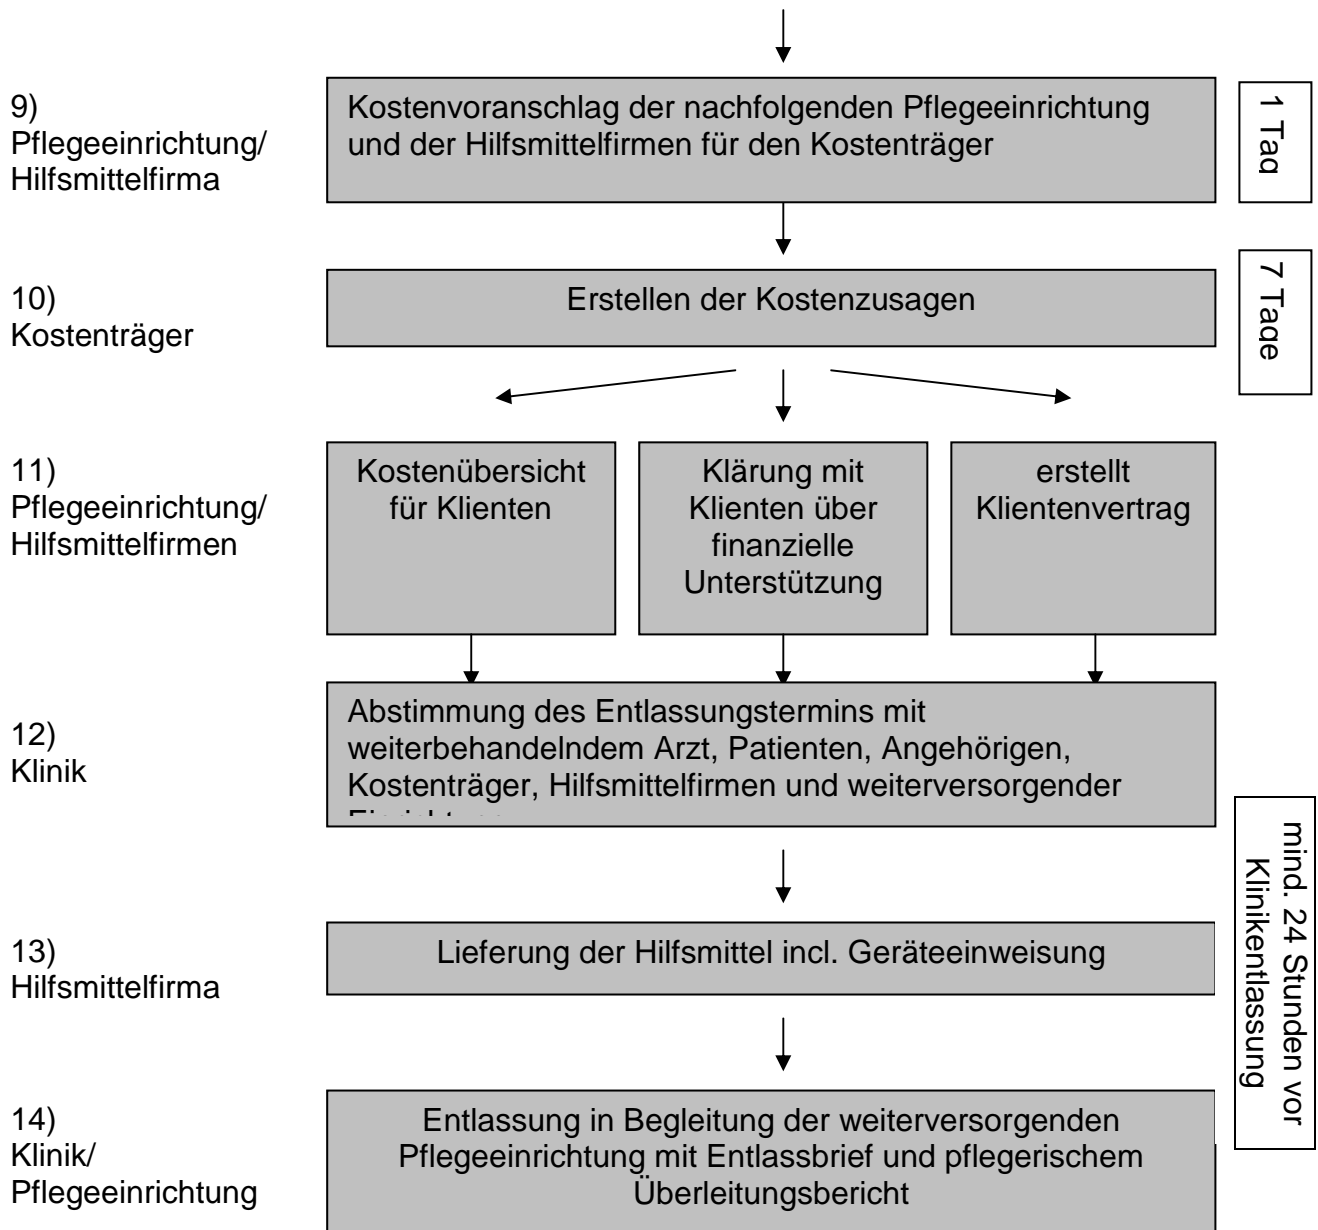 9)
Pflegeeinrichtung/
Hilfsmittelfirma
Kostenvoranschlag der nachfolgenden Pflegeeinrichtung
und der Hilfsmittelfirmen für den Kostenträger
1 Tag
10)
Kostenträger
Erstellen der Kostenzusagen
7 Tage
11)
Pflegeeinrichtung/
Hilfsmittelfirmen
Kostenübersicht
für Klienten
Klärung mit
Klienten über
finanzielle
Unterstützung
erstellt
Klientenvertrag
12)
Klinik
Abstimmung des Entlassungstermins mit
weiterbehandelndem Arzt, Patienten, Angehörigen,
Kostenträger, Hilfsmittelfirmen und weiterversorgender
mind. 24 Stunden vor
Klinikentlassung
13)
Hilfsmittelfirma
Lieferung der Hilfsmittel incl. Geräteeinweisung
14)
Klinik/
Pflegeeinrichtung
Entlassung in Begleitung der weiterversorgenden
Pflegeeinrichtung mit Entlassbrief und pflegerischem
Überleitungsbericht